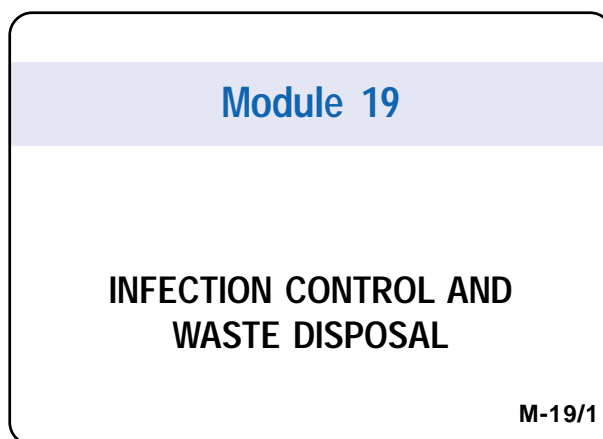 Module 19
INFECTION CONTROL AND
WASTE DISPOSAL
M-19/1